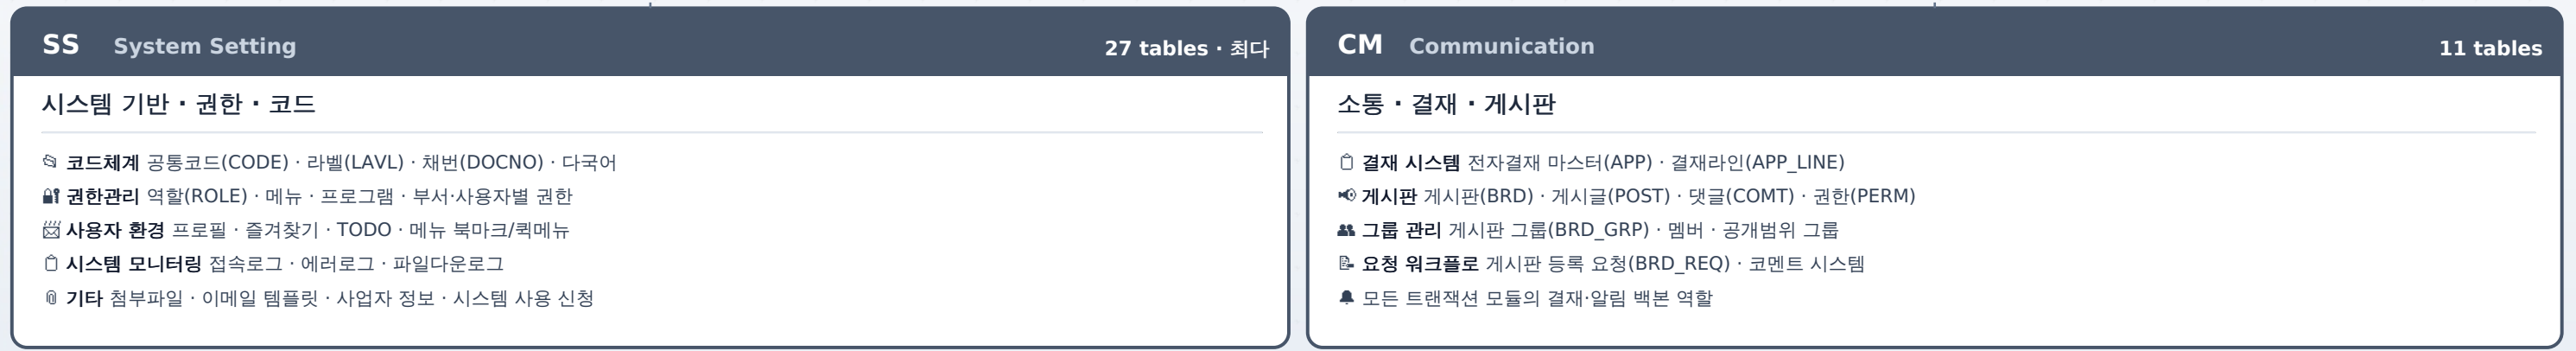 SS System Setting 27 tables · 최다
시스템 기반 · 권한 · 코드
코드체계 공통코드(CODE) · 라벨(LAVL) · 채번(DOCNO) · 다국어
권한관리 역할(ROLE) · 메뉴 · 프로그램 · 부서·사용자별 권한
사용자 환경 프로필 · 즐겨찾기 · TODO · 메뉴 북마크/퀵메뉴
시스템 모니터링 접속로그 · 에러로그 · 파일다운로그
기타 첨부파일 · 이메일 템플릿 · 사업자 정보 · 시스템 사용 신청
CM Communication 11 tables
소통 · 결재 · 게시판
결재 시스템 전자결재 마스터(APP) · 결재라인(APP_LINE)
게시판 게시판(BRD) · 게시글(POST) · 댓글(COMT) · 권한(PERM)
그룹 관리 게시판 그룹(BRD_GRP) · 멤버 · 공개범위 그룹
요청 워크플로 게시판 등록 요청(BRD_REQ) · 코멘트 시스템
모든 트랜잭션 모듈의 결재·알림 백본 역할